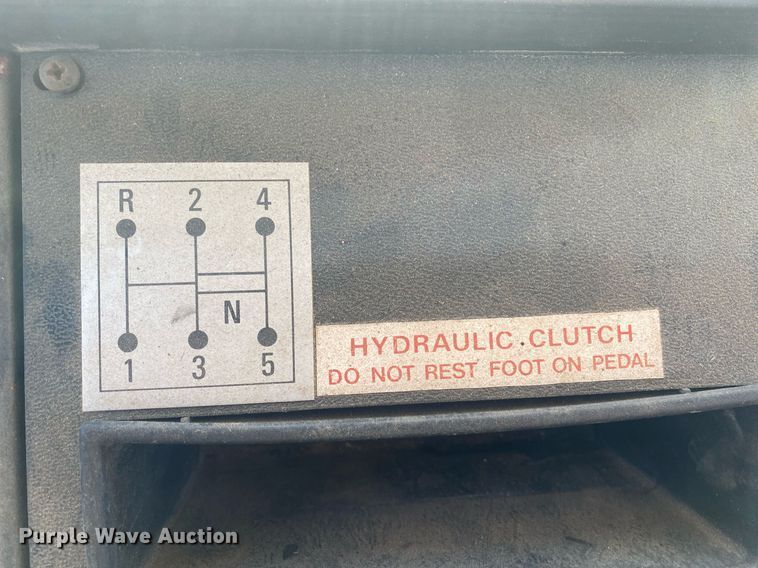 R 2 4
N
1 3 5
HYDRAULIC CLUTCH
DO NOT REST FOOT ON PEDAL
Purple Wave Auction